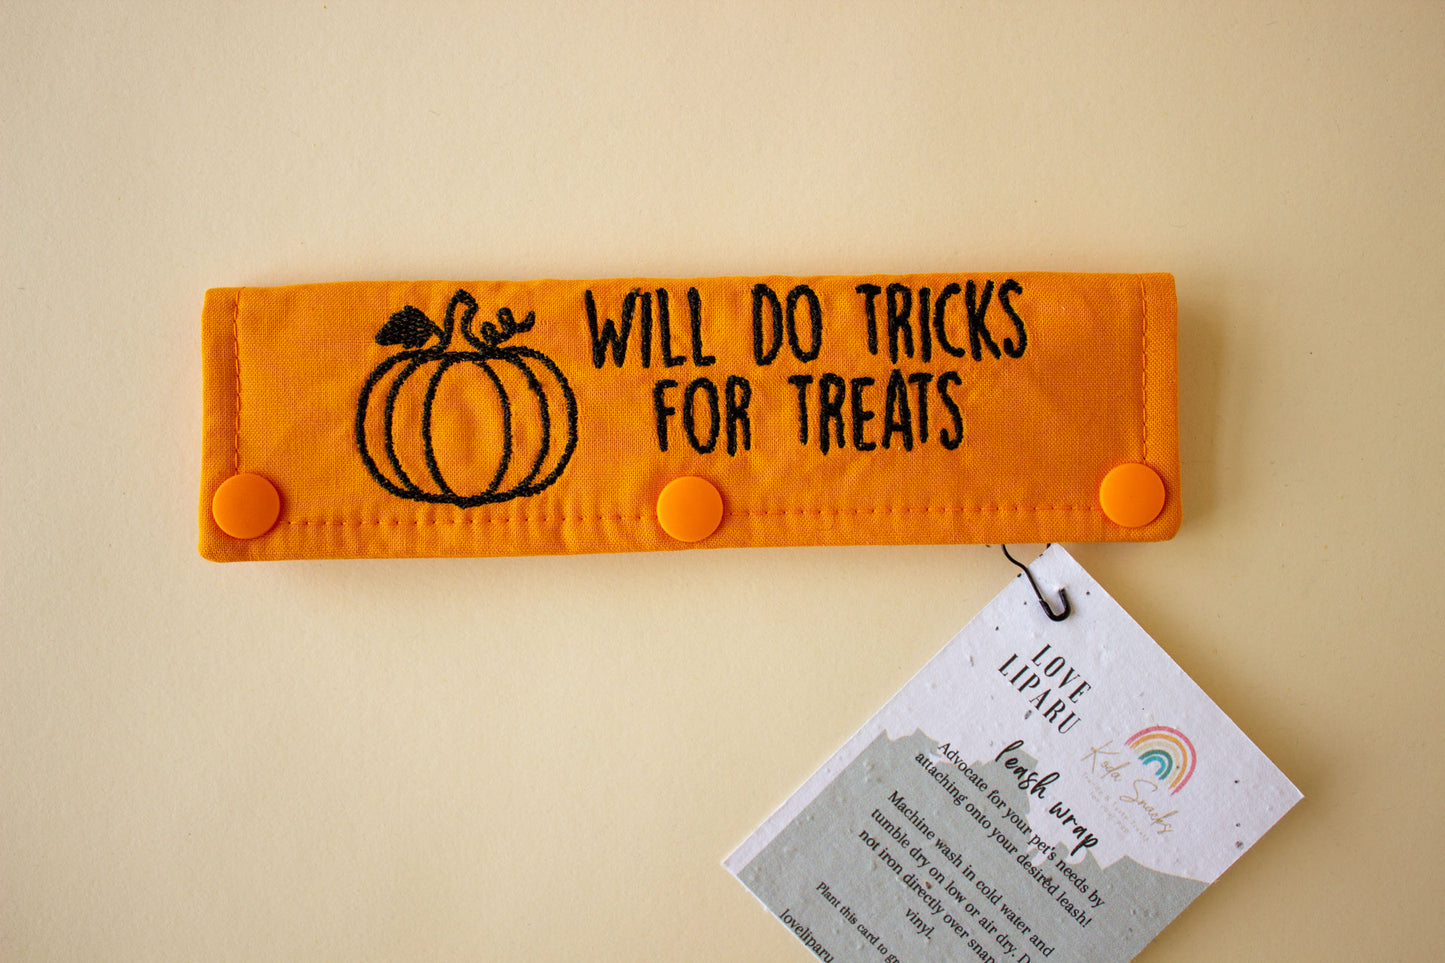 WILL DO TRICKS
FOR TREATS
LOVE
LIPARU
Koda Snacks
leash wrap
Advocate for your pet's needs by
attaching onto your desired leash!
Machine wash in cold water and
tumble dry on low or air dry. D
not iron directly over snap
vinyl.
Plant this card to gr
loveliparu